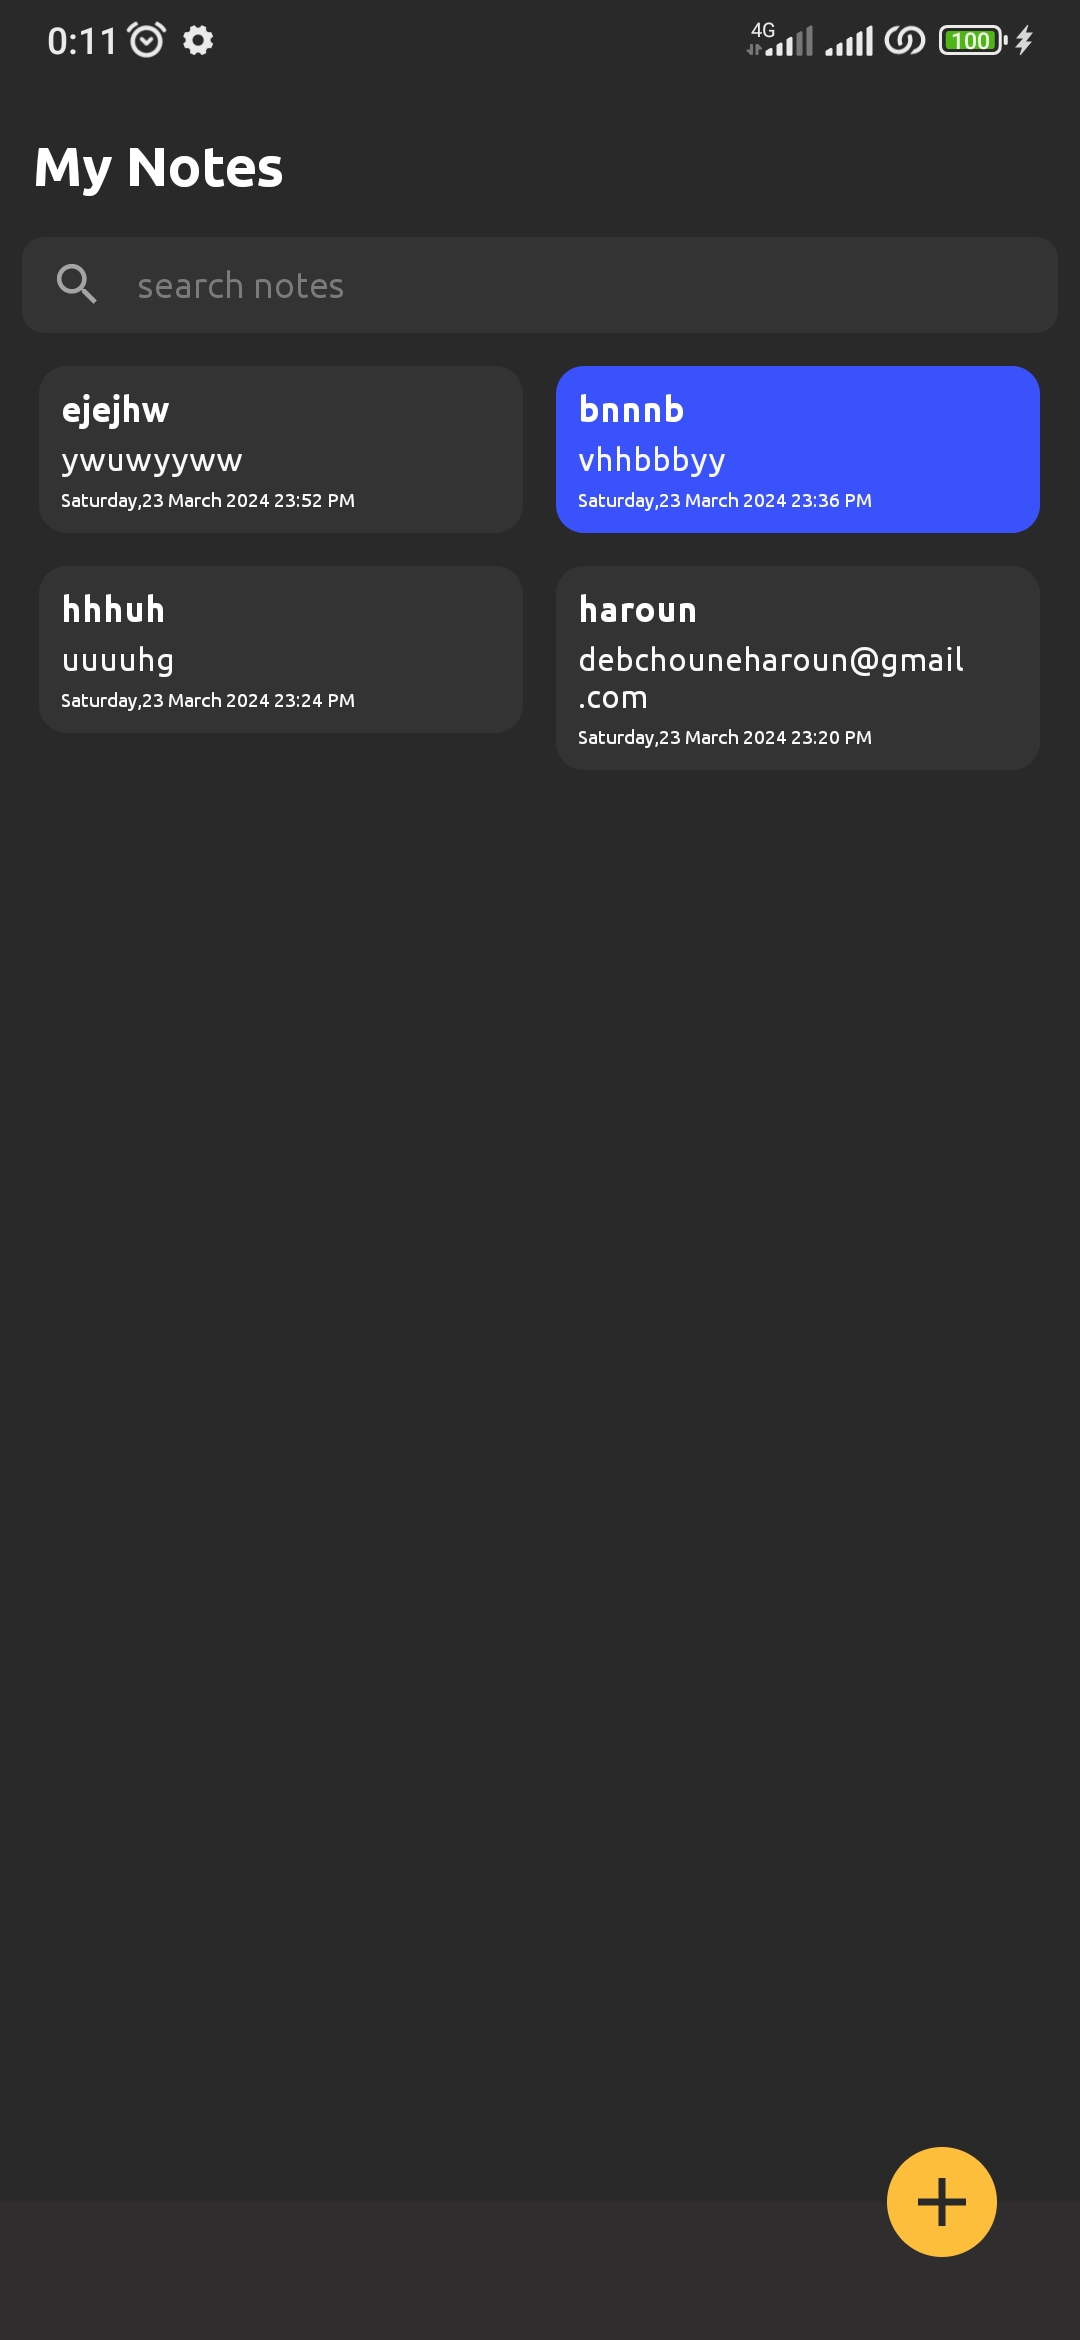 0:11
4G
100
My Notes
search notes
ejejhw
ywuwyyww
Saturday,23 March 2024 23:52 PM
bnnnb
vhhbbbyy
Saturday,23 March 2024 23:36 PM
hhhuh
uuuuhg
Saturday,23 March 2024 23:24 PM
haroun
debchouneharoun@gmail
.com
Saturday,23 March 2024 23:20 PM